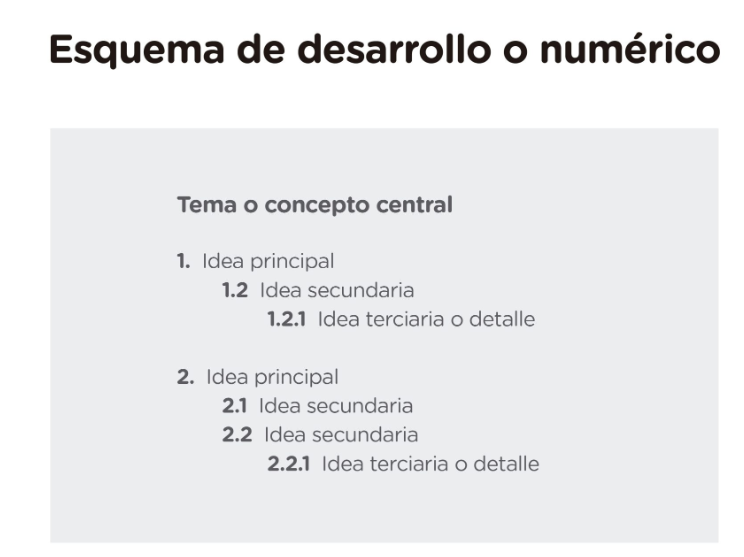 Esquema de desarrollo o numérico
Tema o concepto central
1. Idea principal
1.2 Idea secundaria
1.2.1 Idea terciaria o detalle
2. Idea principal
2.1 Idea secundaria
2.2 Idea secundaria
2.2.1 Idea terciaria o detalle